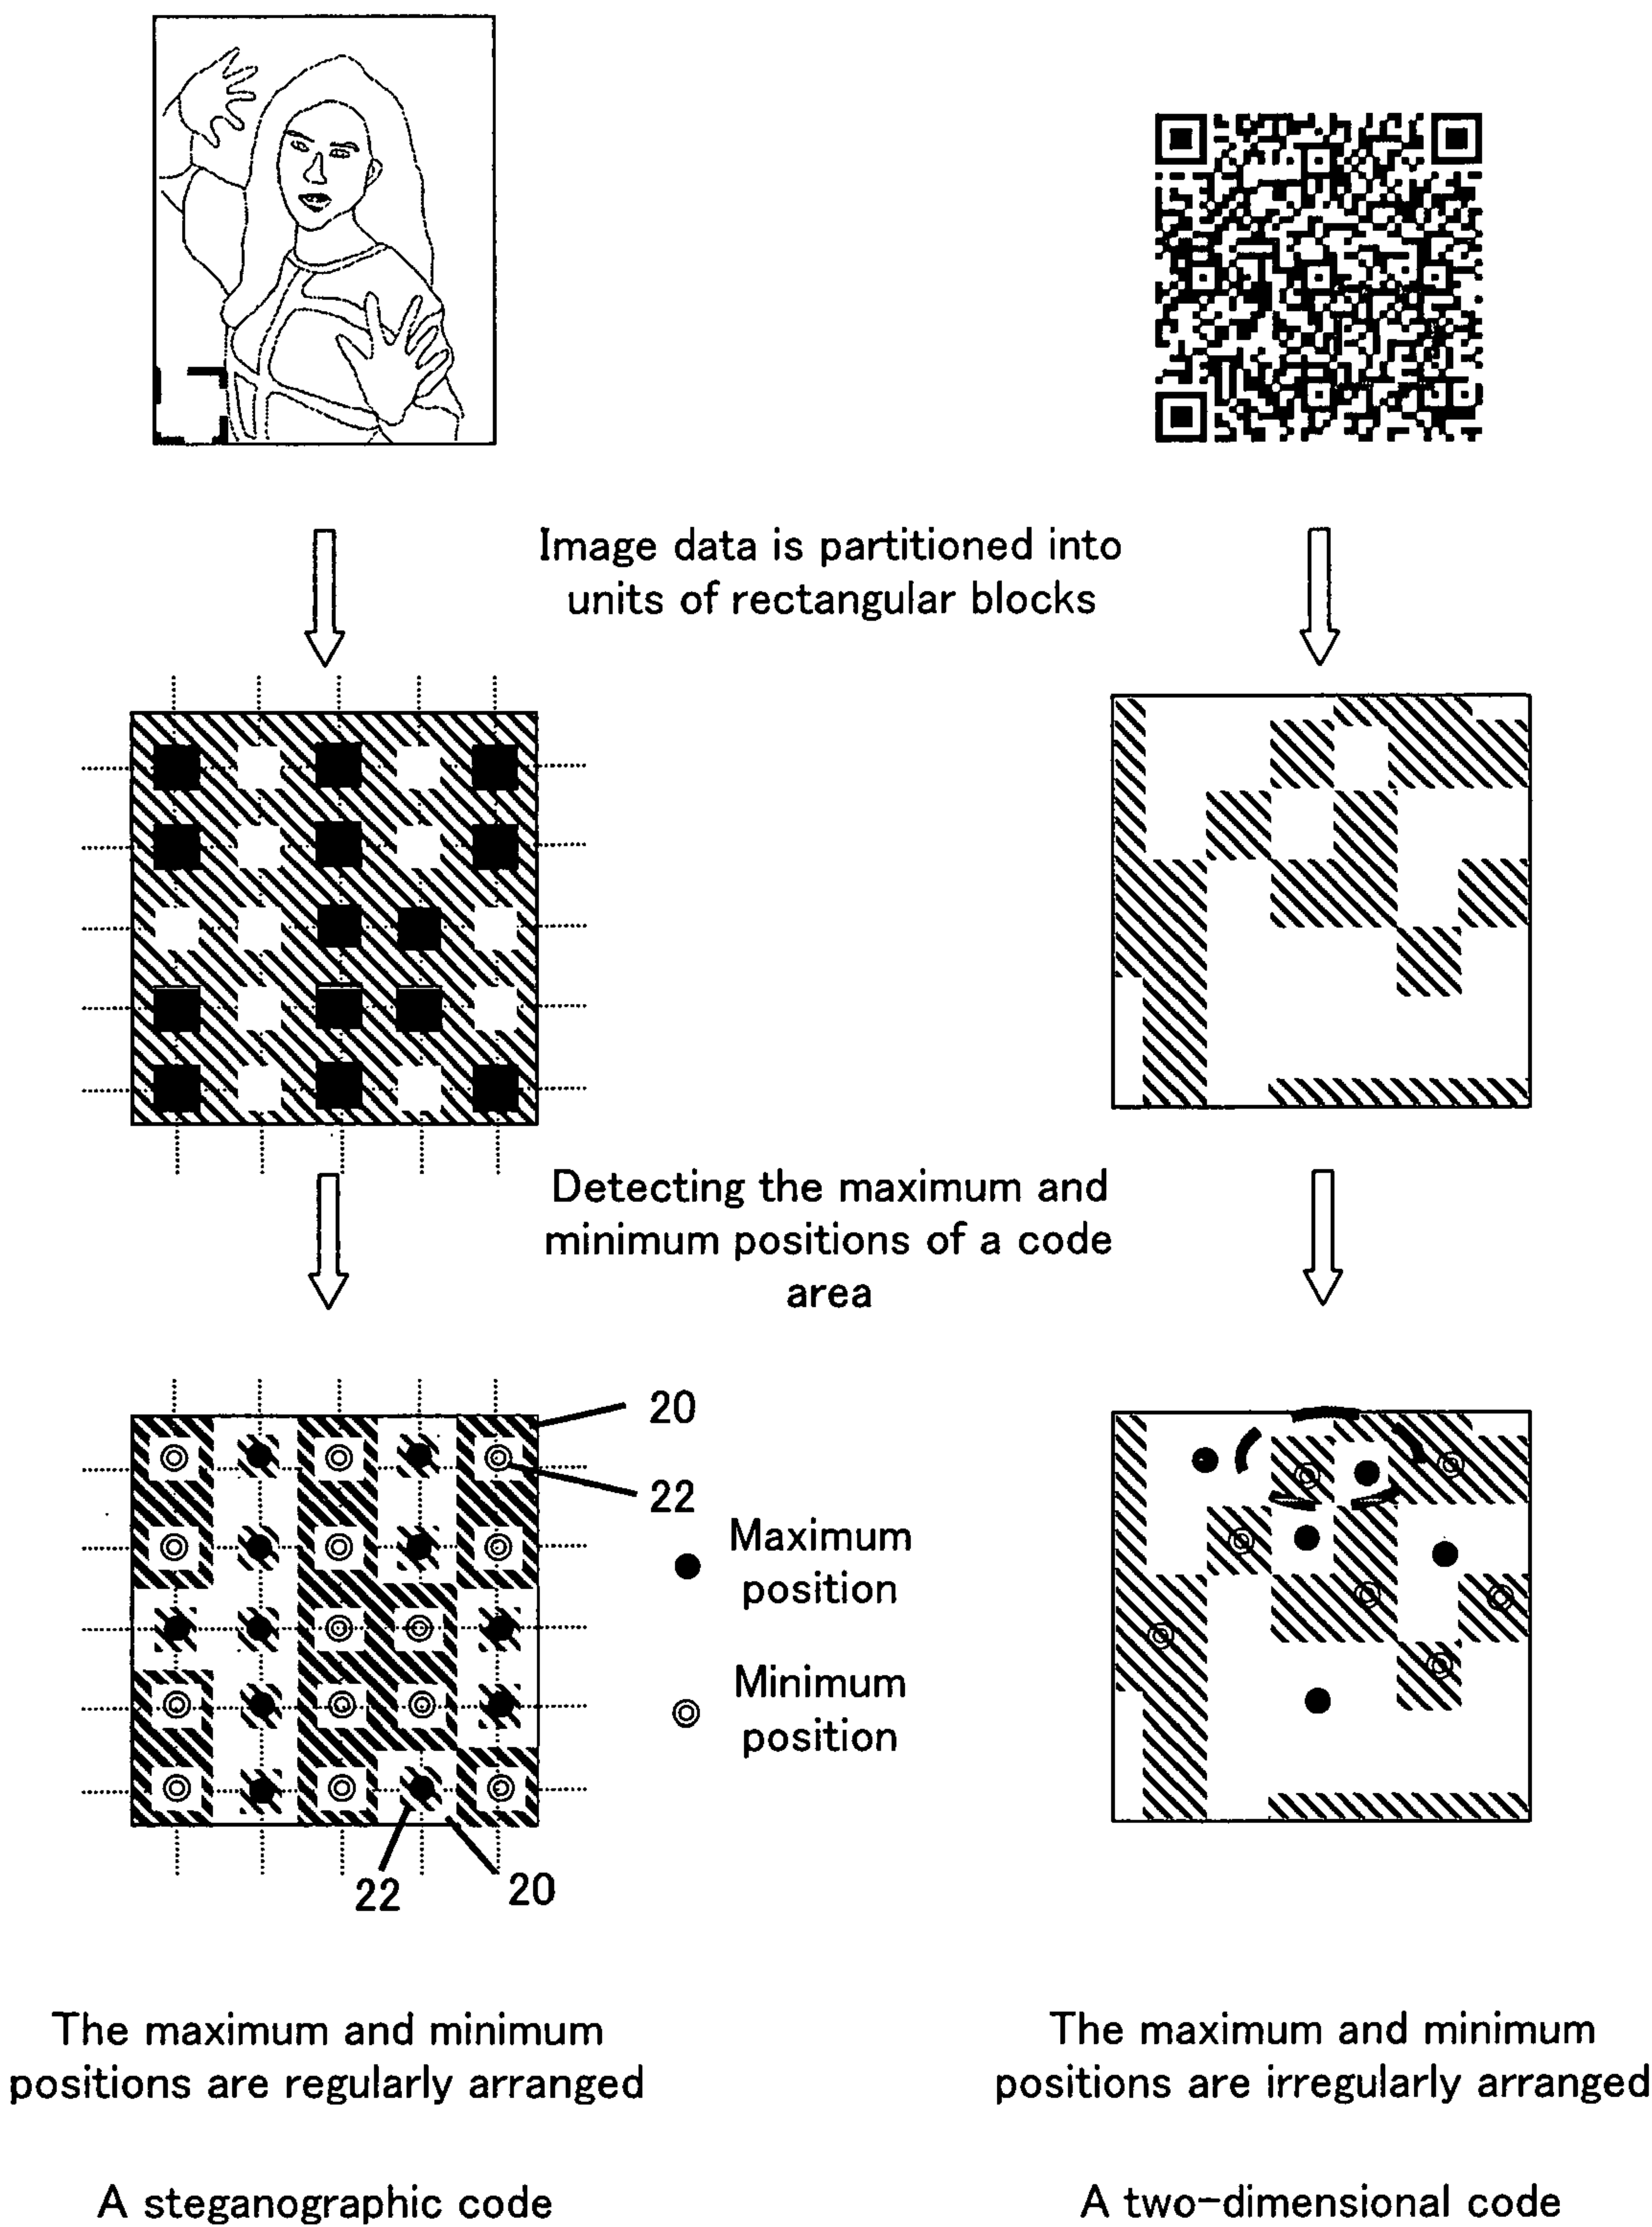 Image data is partitioned into
units of rectangular blocks
Detecting the maximum and
minimum positions of a code
area
20
22
Maximum
position
Minimum
position
22
20
The maximum and minimum
positions are regularly arranged
The maximum and minimum
positions are irregularly arranged
A steganographic code
A two-dimensional code